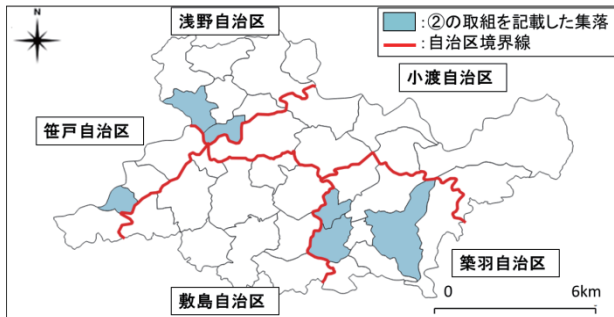 浅野自治区
：②の取組を記載した集落
：自治区境界線
小渡自治区
笹戸自治区
築羽自治区
敷島自治区
0 6km